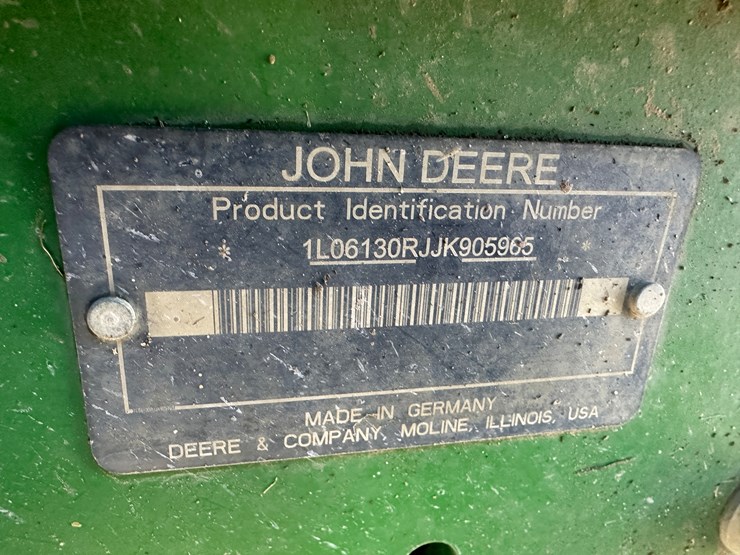 JOHN DEERE
Product Identification Number
* 1L06130RJJK905965 *
MADE IN GERMANY
DEERE & COMPANY, MOLINE, ILLINOIS, USA